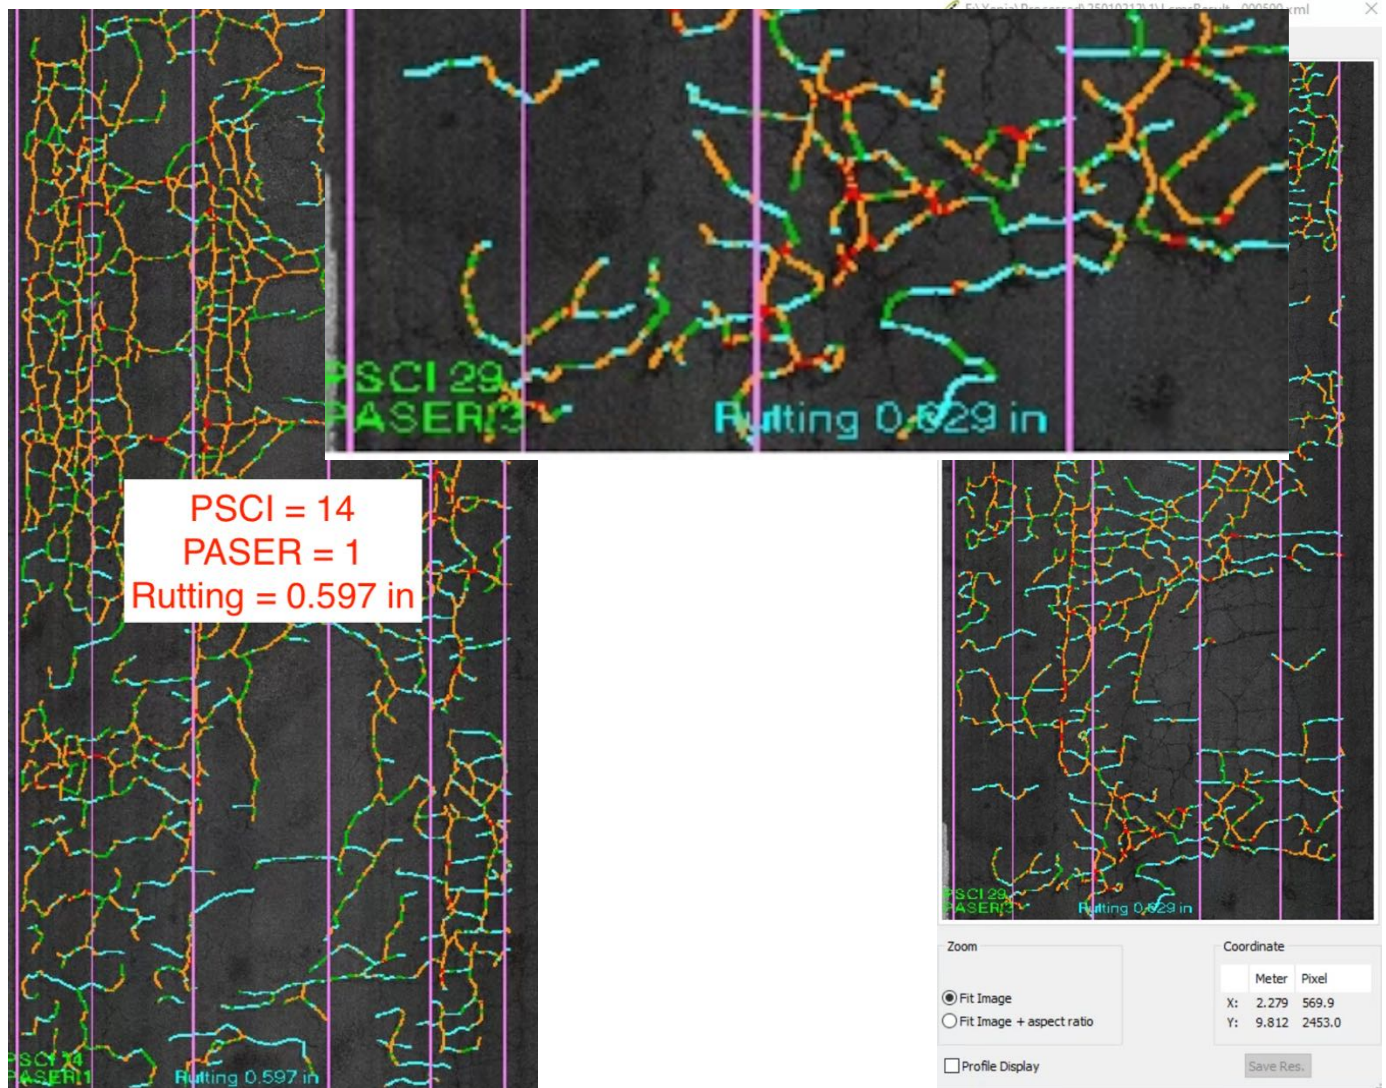 PSCI 29
PASER 3
Rutting 0.629 in
PSCI = 14
PASER = 1
Rutting = 0.597 in
PSCI 29
PASER 3
Rutting 0.629 in
Zoom
Coordinate
Meter Pixel
Fit Image
X: 2.279 569.9
Fit Image + aspect ratio
Y: 9.812 2453.0
Profile Display
Save Res.
PSCI 14
PASER 1
Rutting 0.597 in